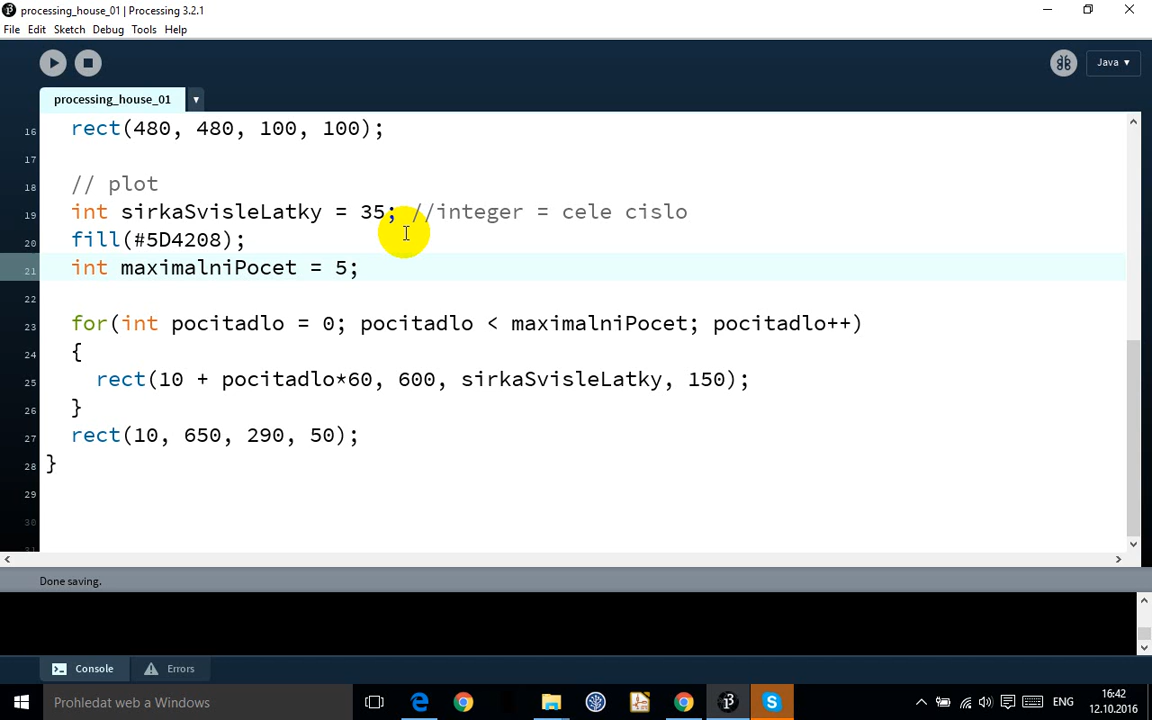 processing_house_01 | Processing 3.2.1
File Edit Sketch Debug Tools Help
Java ▾
processing_house_01 ▾
16 rect(480, 480, 100, 100);
17
18 // plot
19 int sirkaSvisleLatky = 35; //integer = cele cislo
20 fill(#5D4208);
21 int maximalniPocet = 5;
22
23 for(int pocitadlo = 0; pocitadlo < maximalniPocet; pocitadlo++)
24 {
25 rect(10 + pocitadlo*60, 600, sirkaSvisleLatky, 150);
26 }
27 rect(10, 650, 290, 50);
28 }
29
30
31
Done saving.
Console Errors
Prohledat web a Windows
ENG
16:42
12.10.2016